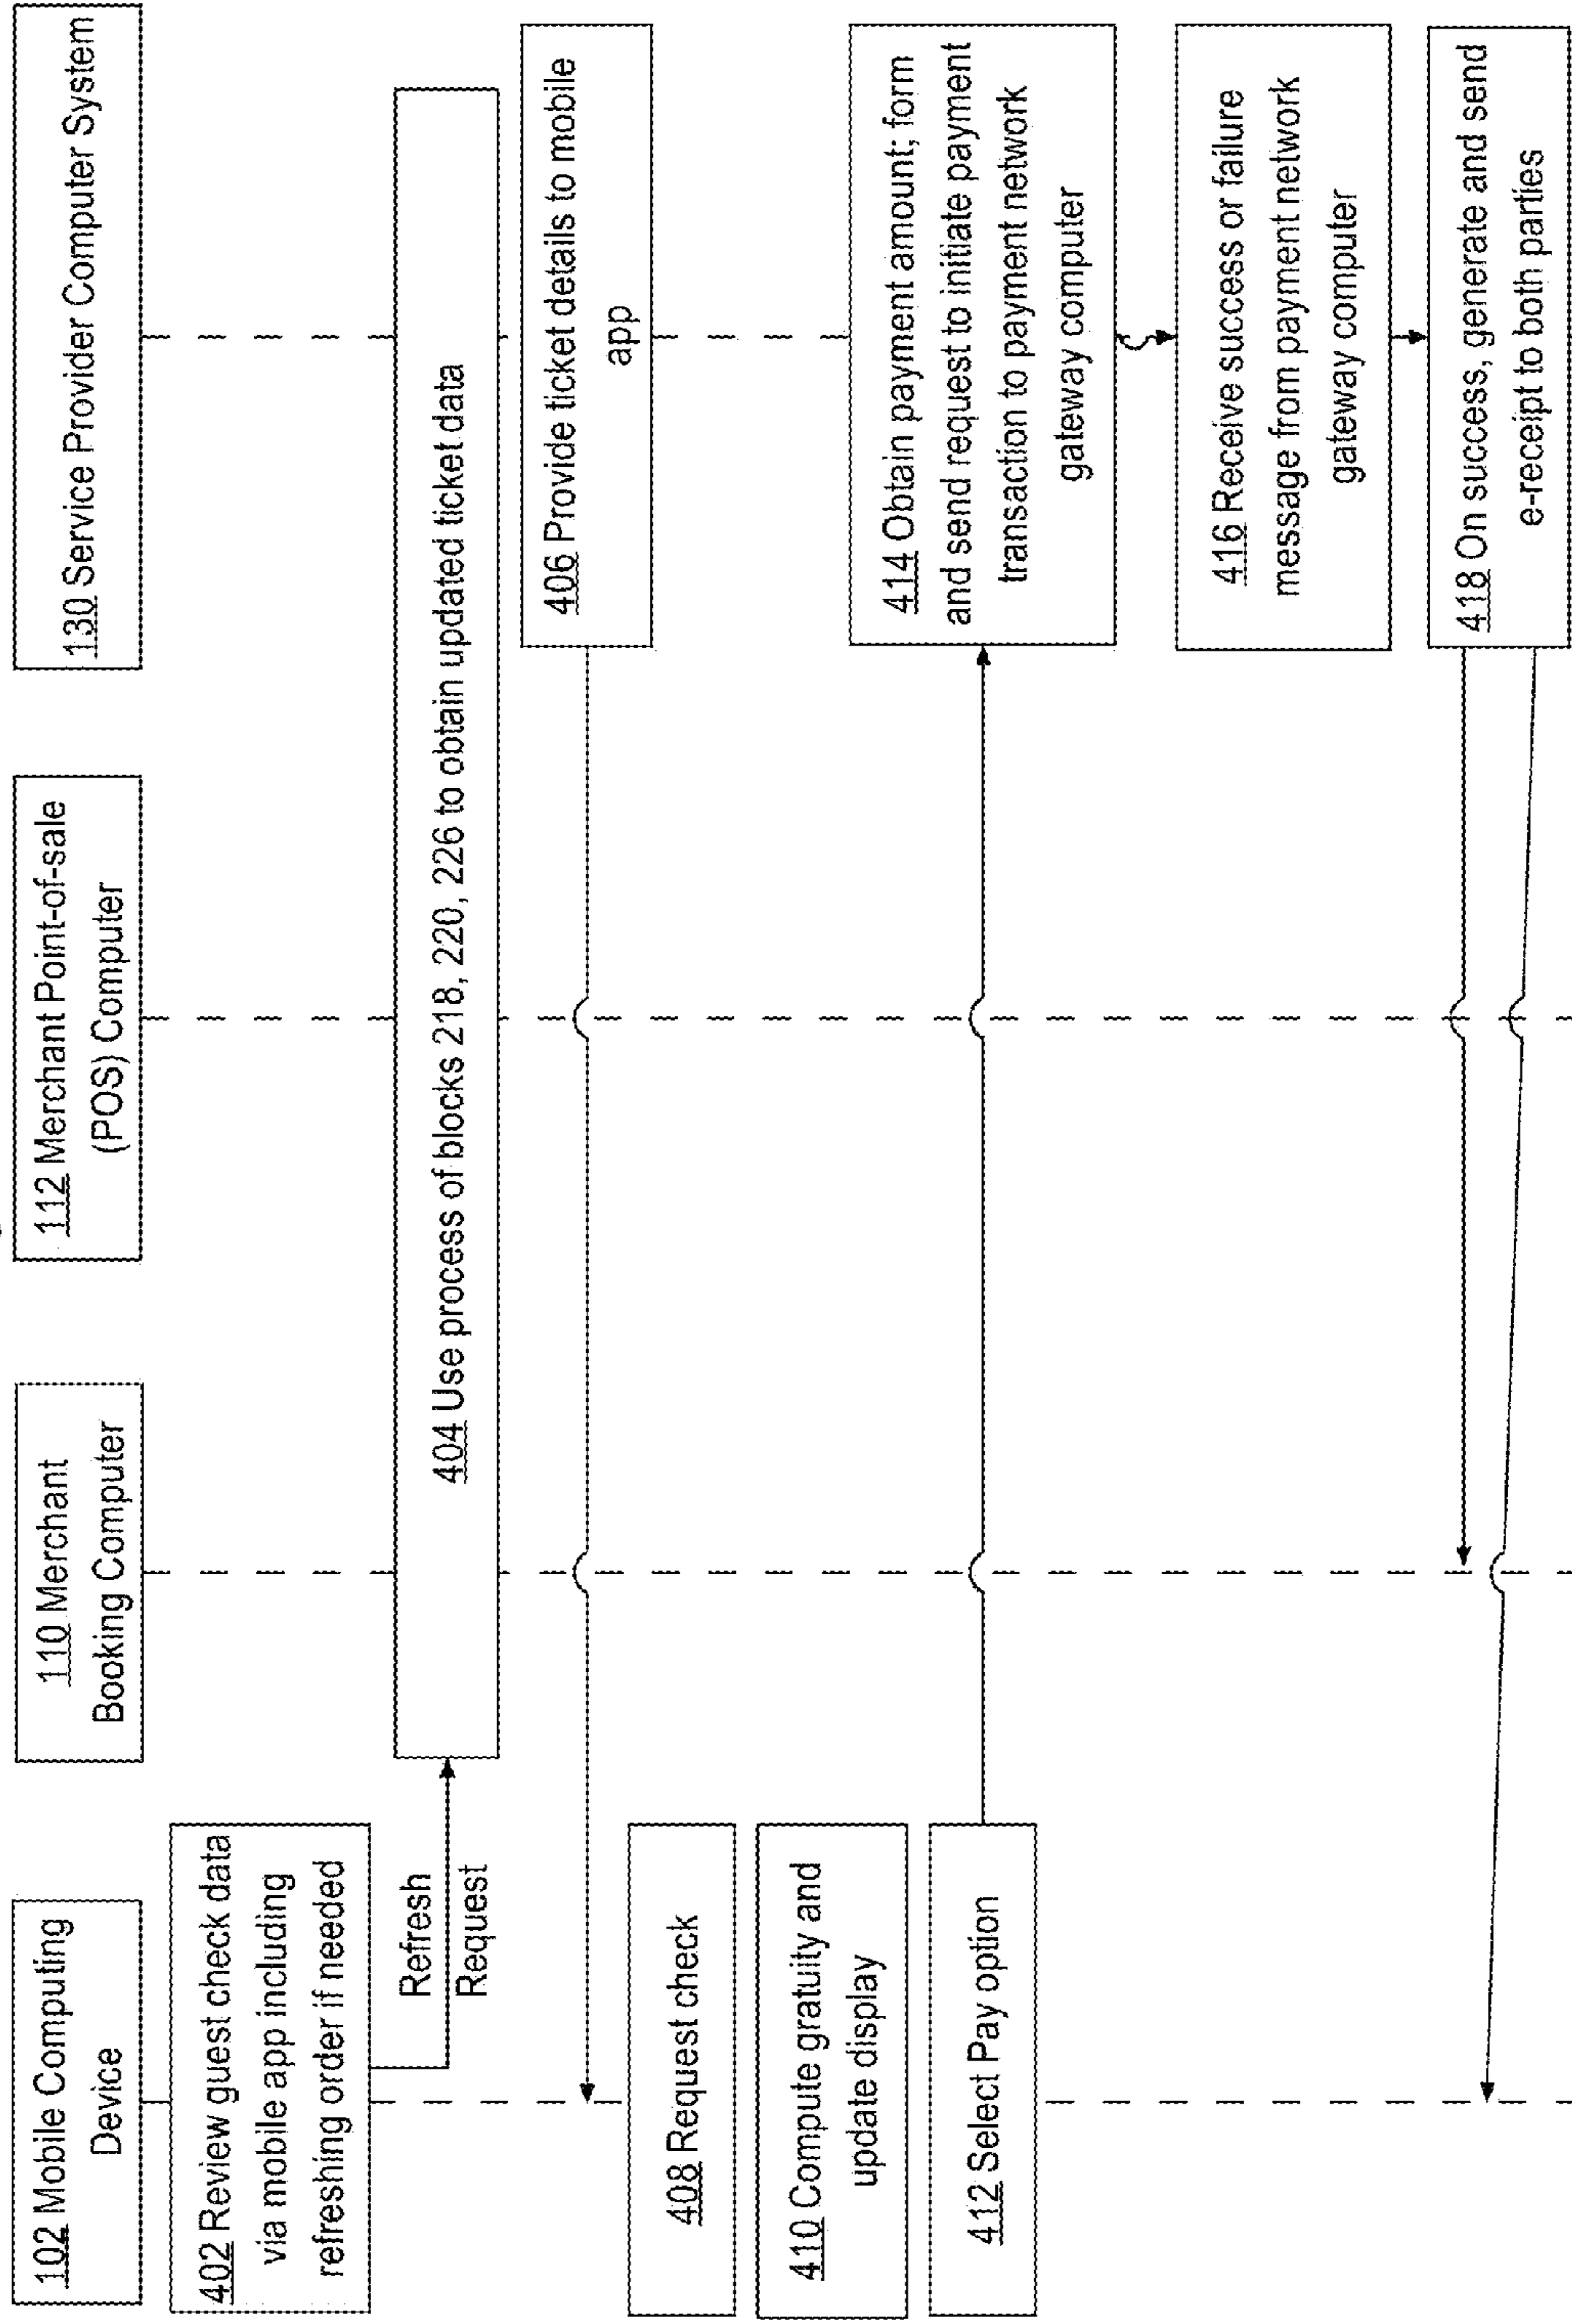 102 Mobile Computing
Device
110 Merchant
Booking Computer
112 Merchant Point-of-sale
(POS) Computer
130 Service Provider Computer System
402 Review guest check data
via mobile app including
refreshing order if needed
Refresh
Request
404 Use process of blocks 218, 220, 226 to obtain updated ticket data
406 Provide ticket details to mobile
app
408 Request check
410 Compute gratuity and
update display
412 Select Pay option
414 Obtain payment amount; form
and send request to initiate payment
transaction to payment network
gateway computer
416 Receive success or failure
message from payment network
gateway computer
418 On success, generate and send
e-receipt to both parties